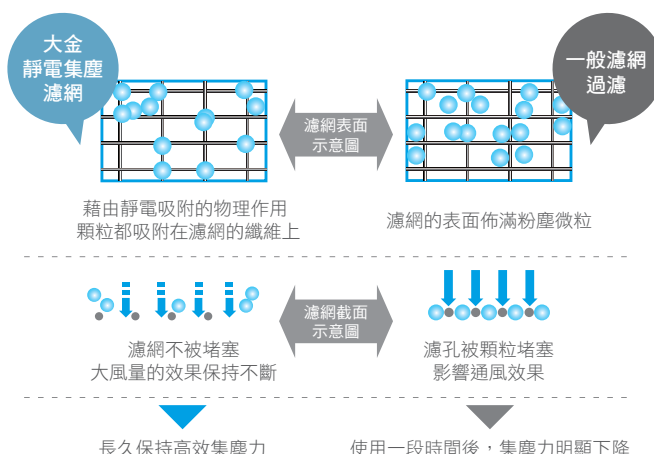 大金
靜電集塵
濾網
一般濾網
過濾
濾網表面
示意圖
藉由靜電吸附的物理作用
顆粒都吸附在濾網的纖維上
濾網的表面佈滿粉塵微粒
濾網截面
示意圖
濾網不被堵塞
大風量的效果保持不斷
濾孔被顆粒堵塞
影響通風效果
長久保持高效集塵力
使用一段時間後，集塵力明顯下降